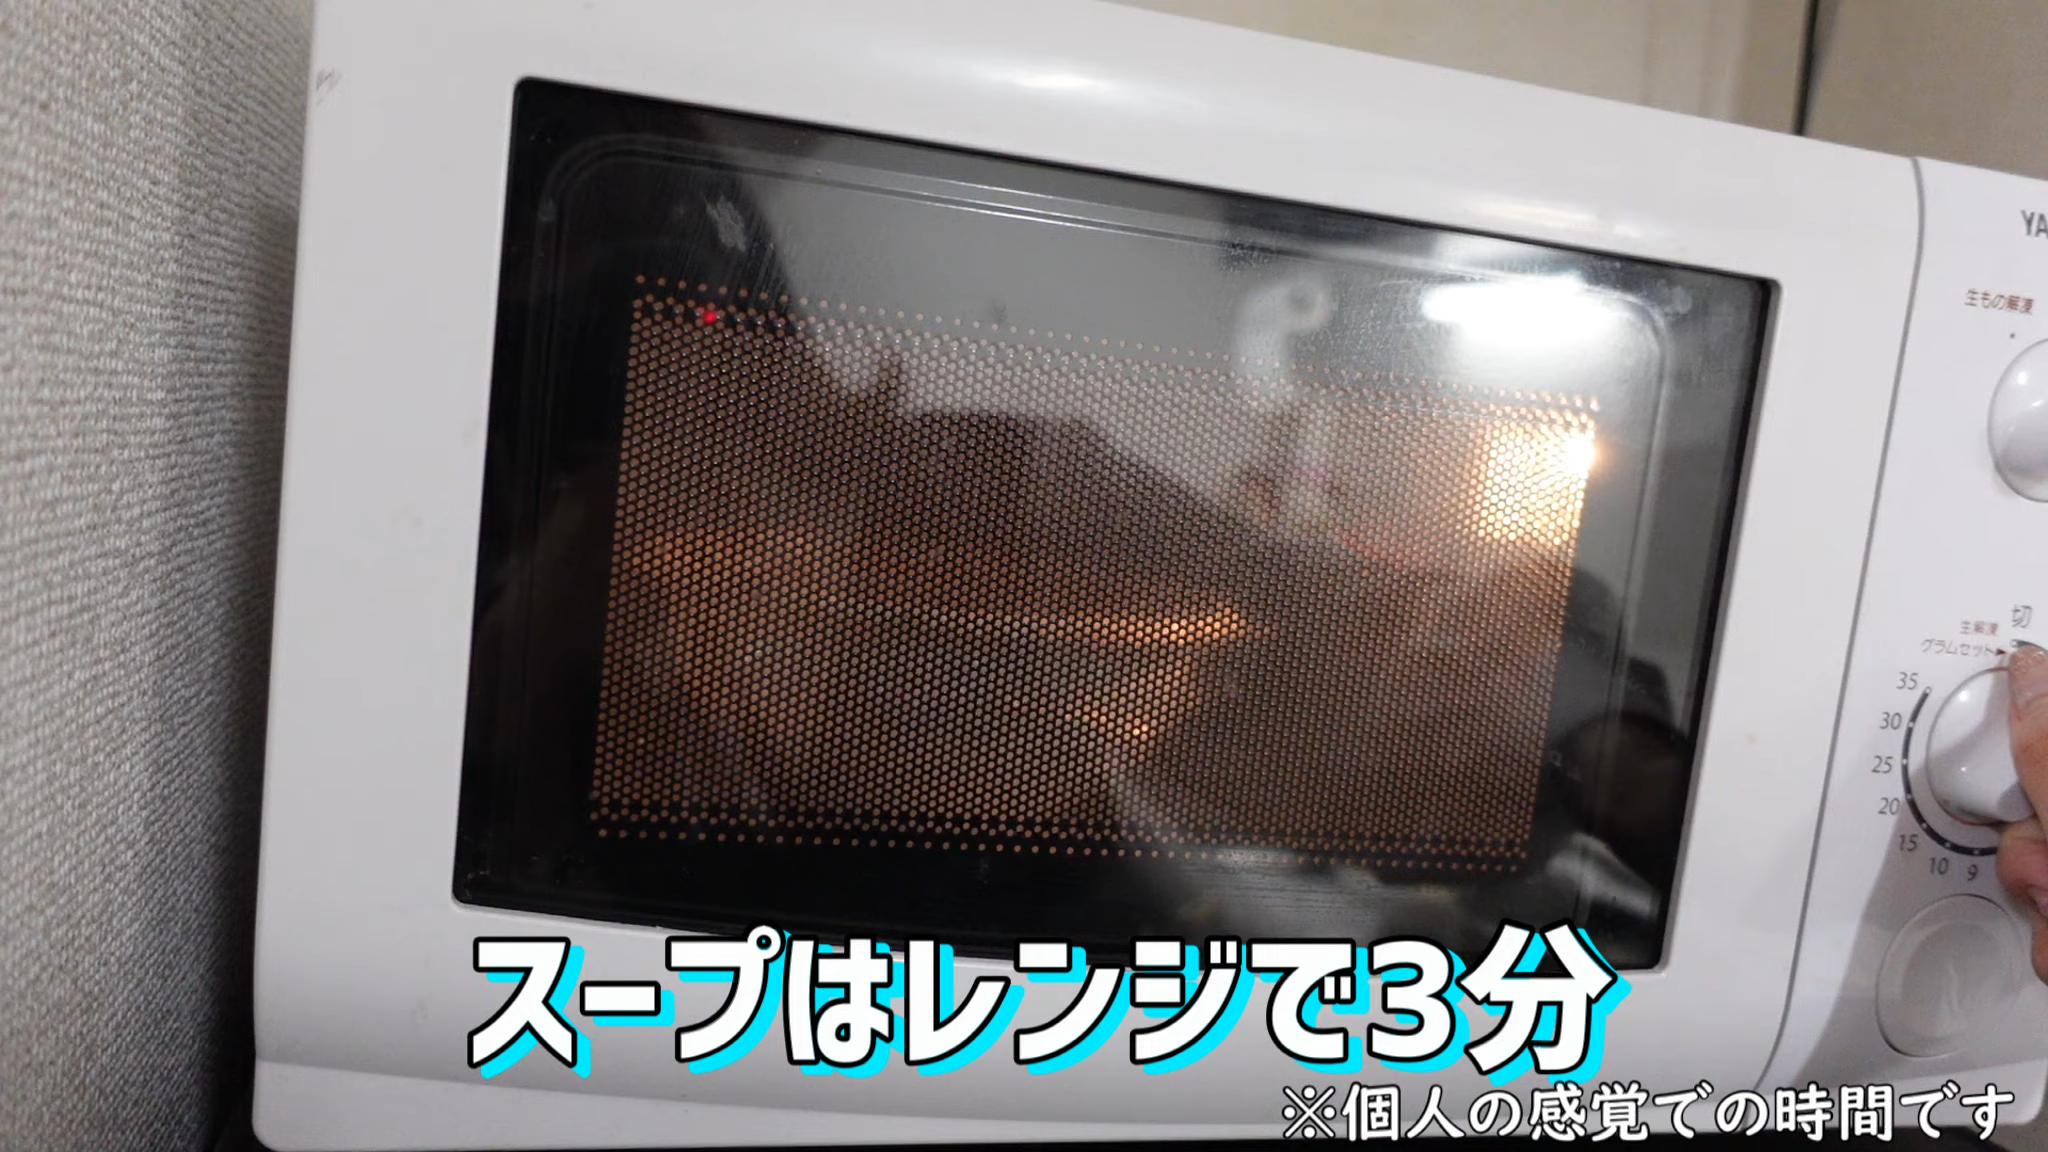 YA
生もの解凍
切
生解凍
グラムセット▶
35
30
25
20
15
10
9
スープはレンジで3分
※個人の感覚での時間です